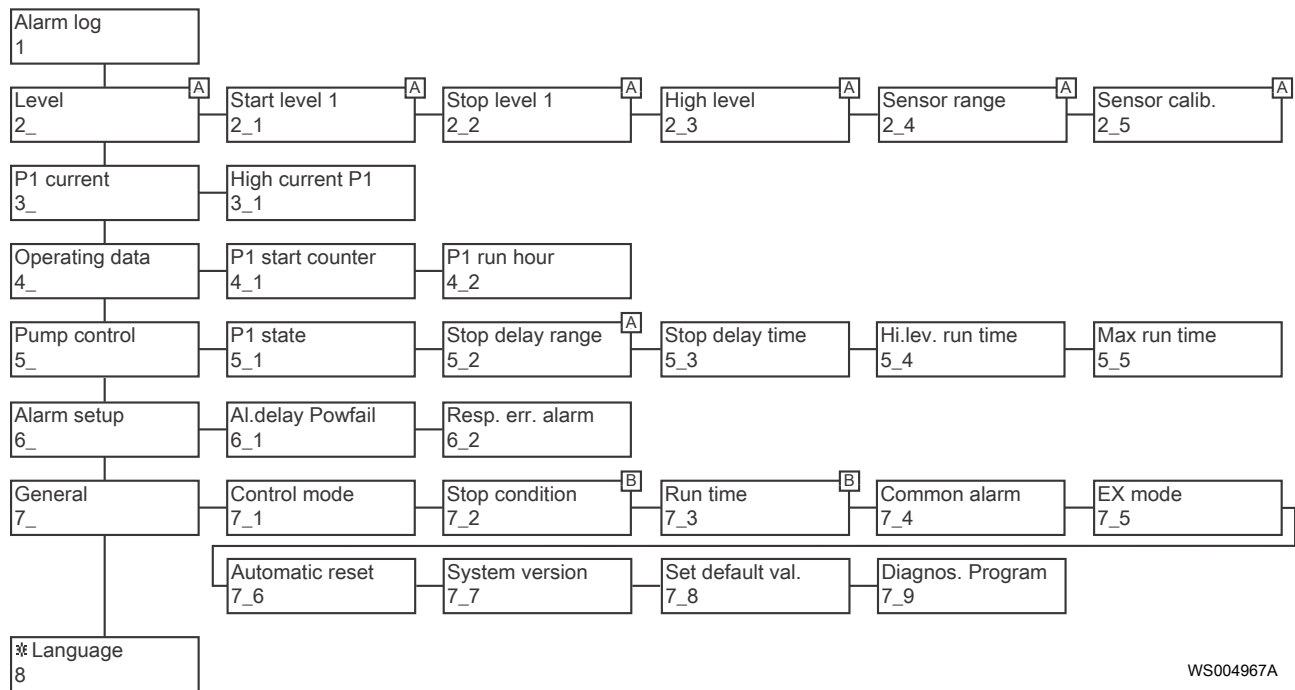 Alarm log
1
A A A A A A
Level Start level 1 Stop level 1 High level Sensor range Sensor calib.
2_ 2_1 2_2 2_3 2_4 2_5
P1 current High current P1
3_ 3_1
Operating data P1 start counter P1 run hour
4_ 4_1 4_2
A
Pump control P1 state Stop delay range Stop delay time Hi.lev. run time Max run time
5_ 5_1 5_2 5_3 5_4 5_5
Alarm setup Al.delay Powfail Resp. err. alarm
6_ 6_1 6_2
B B
General Control mode Stop condition Run time Common alarm EX mode
7_ 7_1 7_2 7_3 7_4 7_5
Automatic reset System version Set default val. Diagnos. Program
7_6 7_7 7_8 7_9
※ Language
8
WS004967A